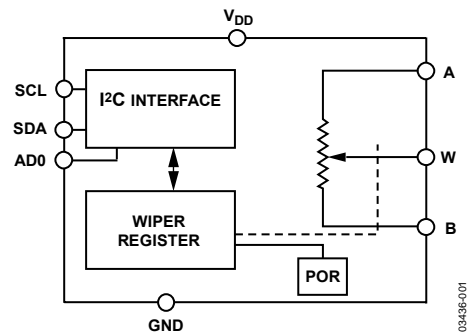 VDD
A
SCL
I2C INTERFACE
SDA
W
AD0
WIPER
REGISTER
B
POR
GND
03436-001